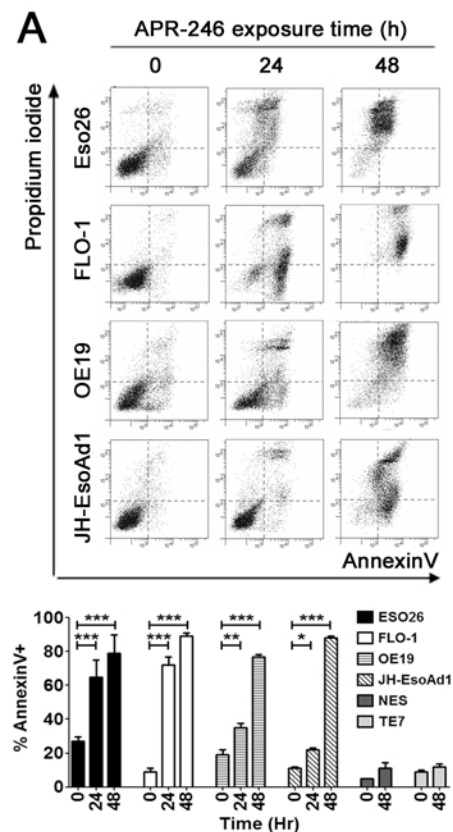 A
APR-246 exposure time (h)
0 24 48
Propidium iodide
Eso26
FLO-1
OE19
JH-EsoAd1
AnnexinV
% AnnexinV+
100
80
60
40
20
0
*** *** *** ***
*** *** ** *
ESO26
FLO-1
OE19
JH-EsoAd1
NES
TE7
0 24 48 0 24 48 0 24 48 0 24 48 0 48 0 48
Time (Hr)